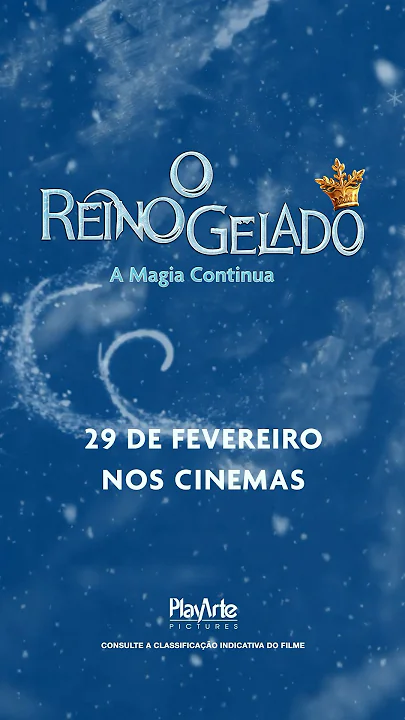 O
REINO GELADO
A Magia Continua
29 DE FEVEREIRO
NOS CINEMAS
PlayArte
PICTURES
CONSULTE A CLASSIFICAÇÃO INDICATIVA DO FILME